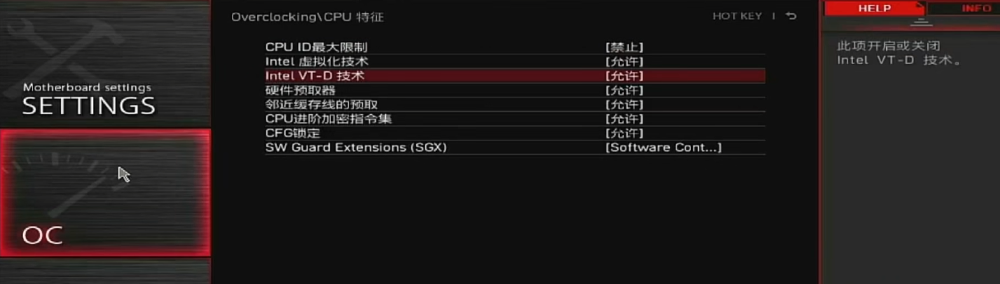 Motherboard settings
SETTINGS
OC
Overclocking\CPU 特征
HOT KEY
CPU ID最大限制 [禁止]
Intel 虚拟化技术 [允许]
Intel VT-D 技术 [允许]
硬件预取器 [允许]
邻近缓存线的预取 [允许]
CPU进阶加密指令集 [允许]
CFG锁定 [允许]
SW Guard Extensions (SGX) [Software Cont...]
HELP
INFO
此项开启或关闭
Intel VT-D 技术。